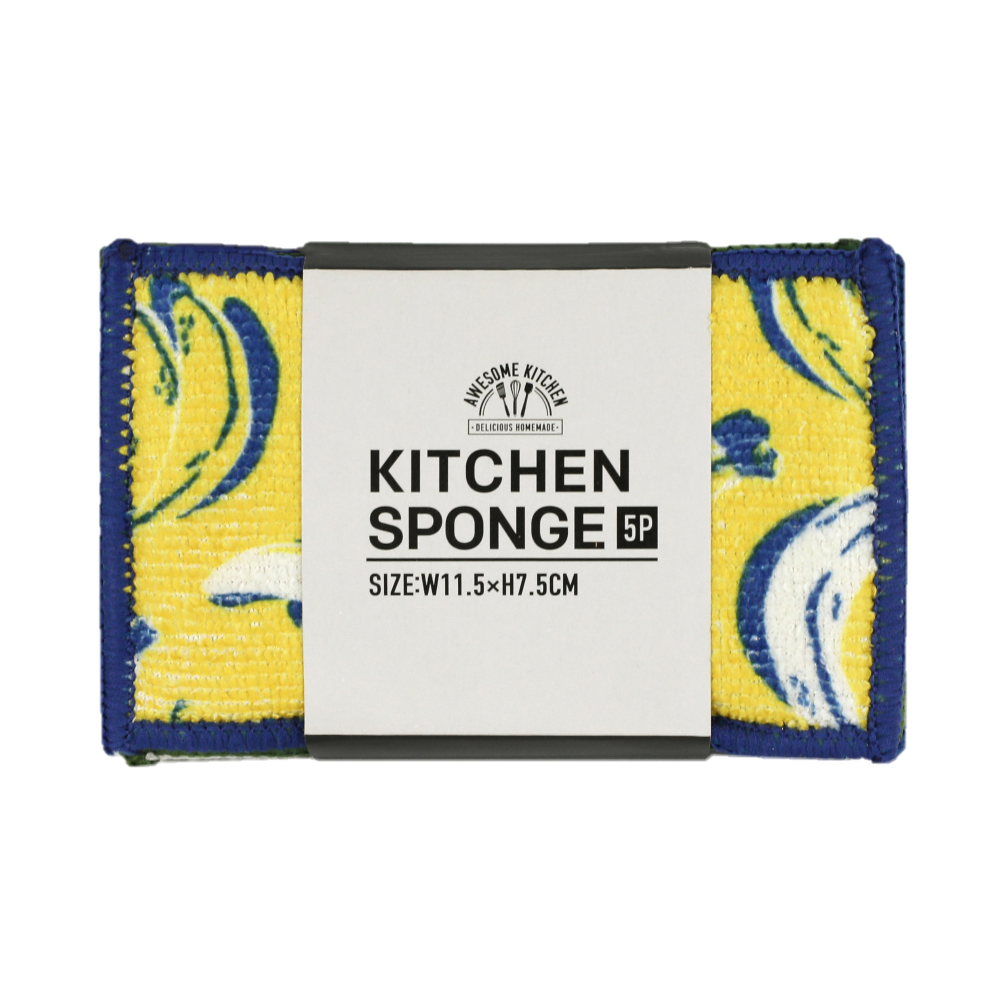 AWESOME KITCHEN
·DELICIOUS HOMEMADE·
KITCHEN
SPONGE 5P
SIZE:W11.5×H7.5CM